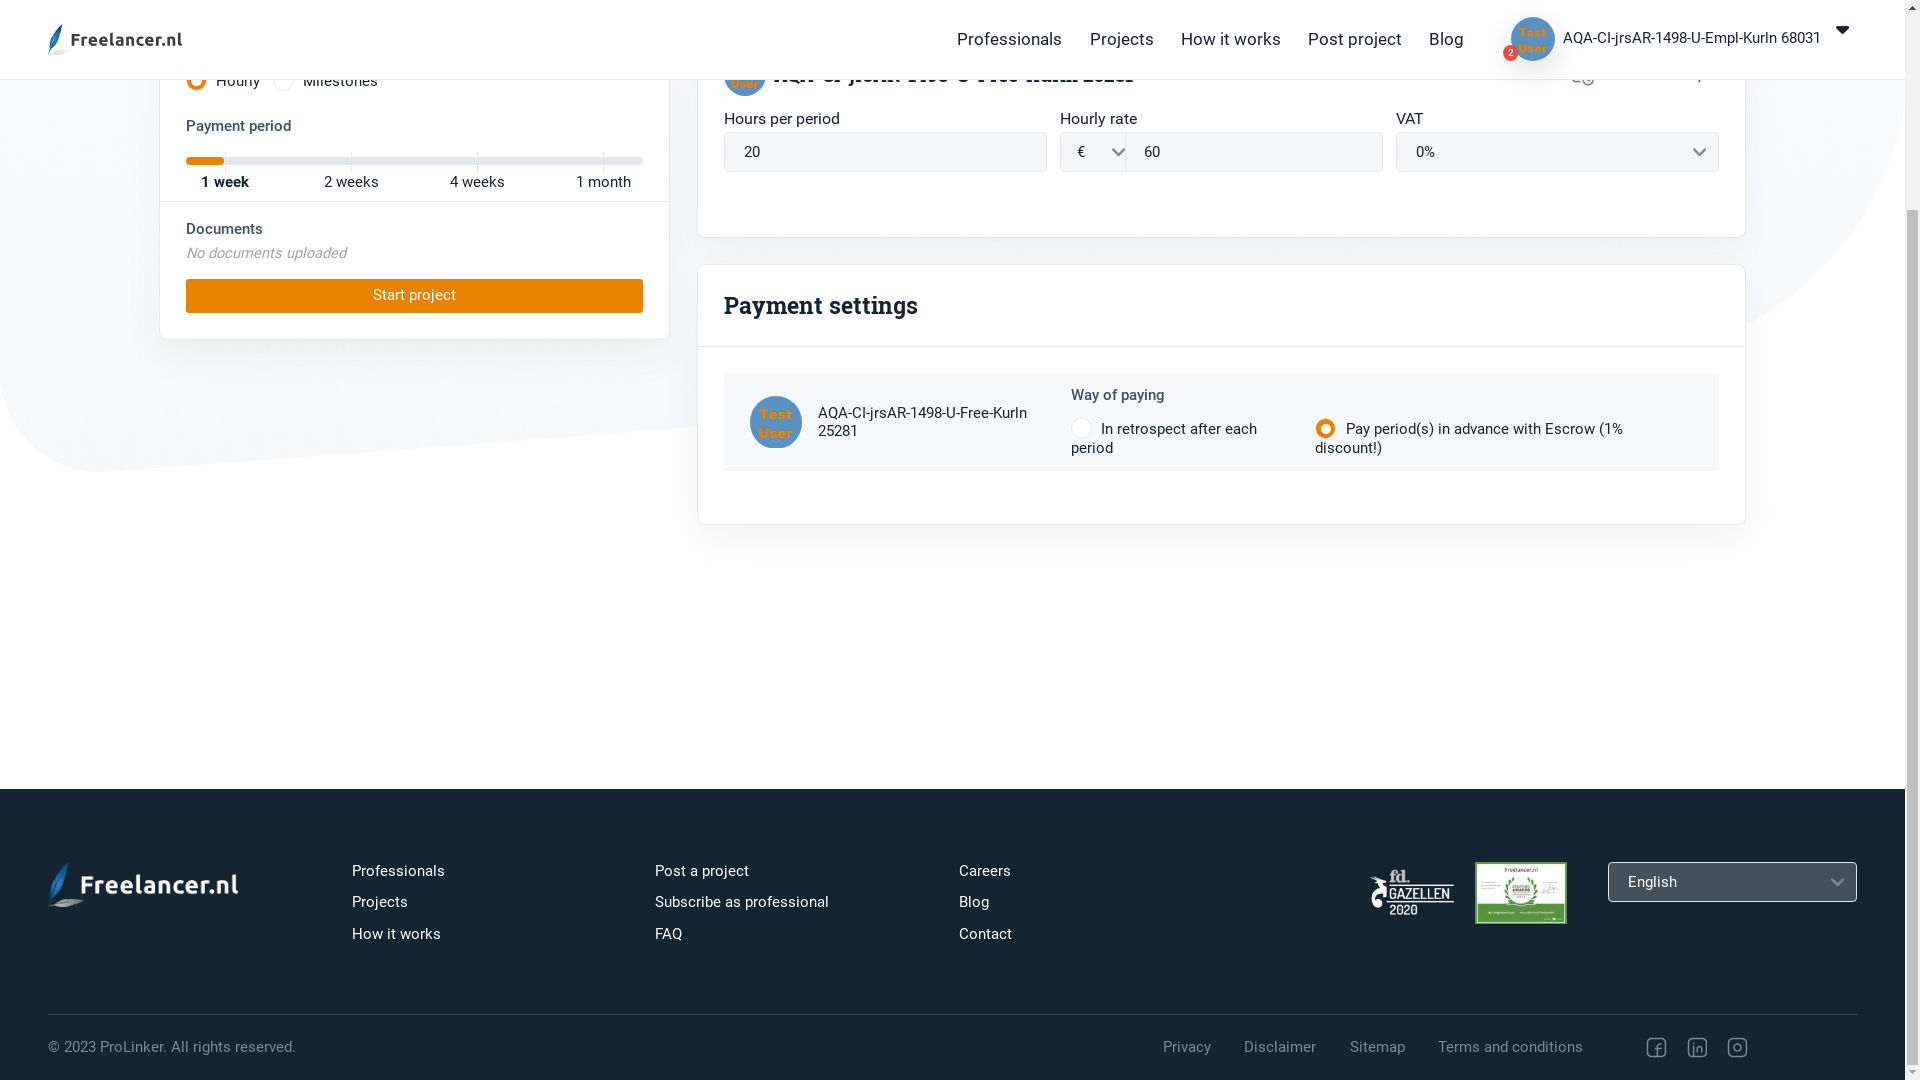 Freelancer.nl
Professionals
Projects
How it works
Post project
Blog
Test
User
2
AQA-CI-jrsAR-1498-U-Empl-Kurln 68031
Hourly
Milestones
Payment period
1 week
2 weeks
4 weeks
1 month
Documents
No documents uploaded
Start project
User
Hours per period
Hourly rate
VAT
20
€
60
0%
Payment settings
Test
User
AQA-CI-jrsAR-1498-U-Free-Kurln
25281
Way of paying
In retrospect after each
period
Pay period(s) in advance with Escrow (1%
discount!)
Freelancer.nl
Professionals
Projects
How it works
Post a project
Subscribe as professional
FAQ
Careers
Blog
Contact
fd.
GAZELLEN
2020
Freelancer.nl
English
© 2023 ProLinker. All rights reserved.
Privacy
Disclaimer
Sitemap
Terms and conditions